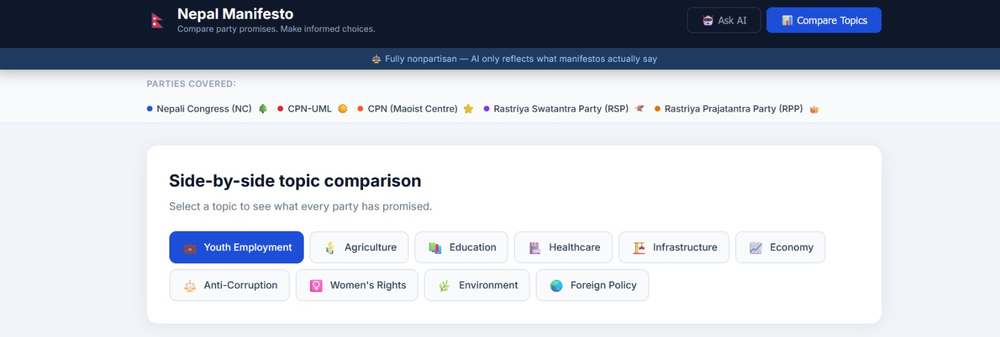 Nepal Manifesto
Compare party promises. Make informed choices.
Ask AI
Compare Topics
Fully nonpartisan — AI only reflects what manifestos actually say
PARTIES COVERED:
Nepali Congress (NC) CPN-UML CPN (Maoist Centre) Rastriya Swatantra Party (RSP) Rastriya Prajatantra Party (RPP)
Side-by-side topic comparison
Select a topic to see what every party has promised.
Youth Employment Agriculture Education Healthcare Infrastructure Economy
Anti-Corruption Women's Rights Environment Foreign Policy